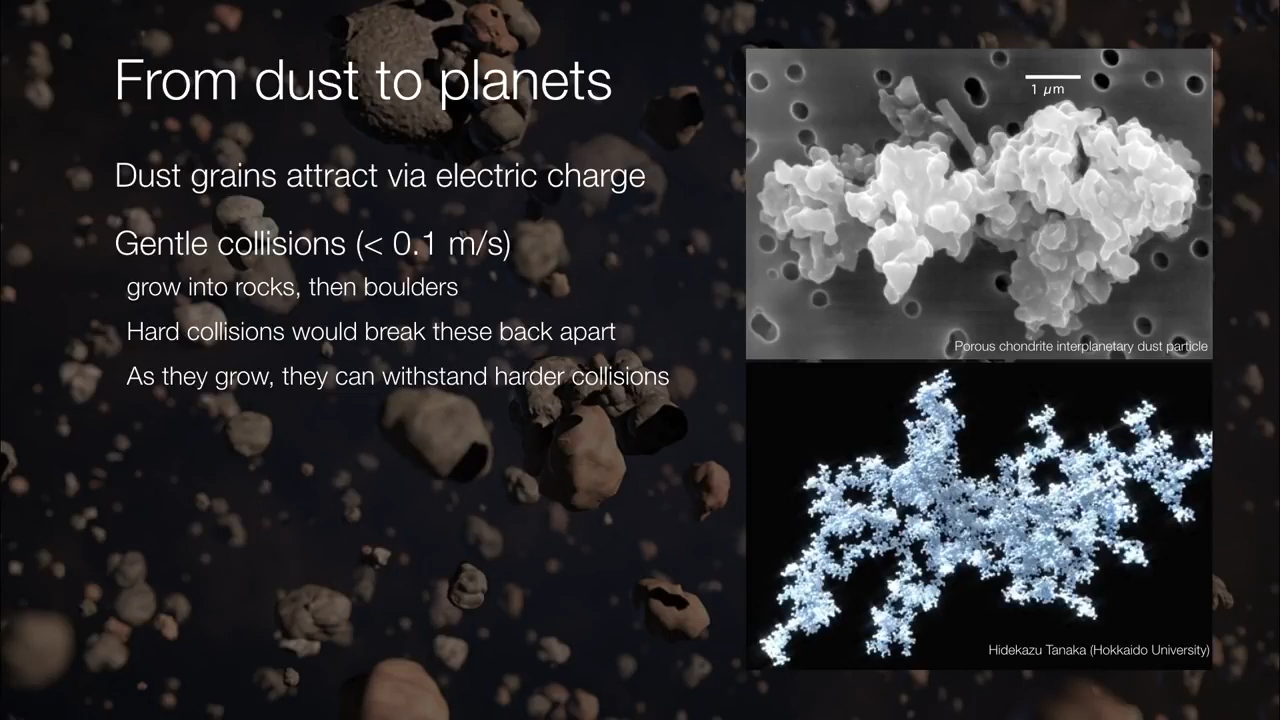 From dust to planets
Dust grains attract via electric charge
Gentle collisions (< 0.1 m/s)
grow into rocks, then boulders
Hard collisions would break these back apart
As they grow, they can withstand harder collisions
1 µm
Porous chondrite interplanetary dust particle
Hidekazu Tanaka (Hokkaido University)